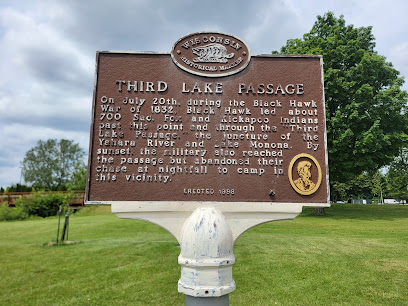 WISCONSIN
HISTORICAL MARKER
THIRD LAKE PASSAGE
On July 20th, during the Black Hawk
War of 1832, Black Hawk led about
700 Sac, Fox and Kickapoo Indians
past this point and through the "Third
Lake Passage," the juncture of the
Yahara River and Lake Monona. By
sunset the military also reached
the passage but abandoned their
chase at nightfall to camp in
this vicinity.
ERECTED 1998